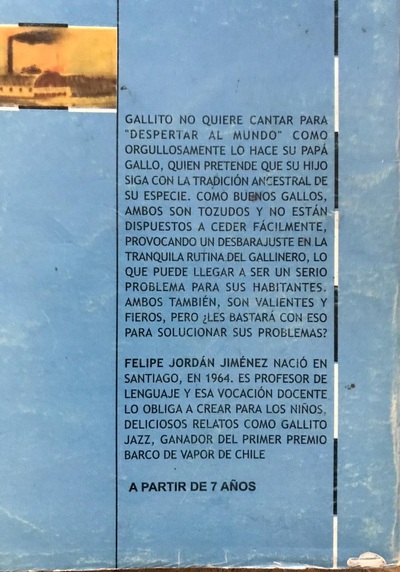 GALLITO NO QUIERE CANTAR PARA
"DESPERTAR AL MUNDO" COMO
ORGULLOSAMENTE LO HACE SU PAPÁ
GALLO, QUIEN PRETENDE QUE SU HIJO
SIGA CON LA TRADICIÓN ANCESTRAL DE
SU ESPECIE. COMO BUENOS GALLOS,
AMBOS SON TOZUDOS Y NO ESTÁN
DISPUESTOS A CEDER FÁCILMENTE,
PROVOCANDO UN DESBARAJUSTE EN LA
TRANQUILA RUTINA DEL GALLINERO, LO
QUE PUEDE LLEGAR A SER UN SERIO
PROBLEMA PARA SUS HABITANTES.
AMBOS TAMBIÉN, SON VALIENTES Y
FIEROS, PERO ¿LES BASTARÁ CON ESO
PARA SOLUCIONAR SUS PROBLEMAS?
FELIPE JORDÁN JIMÉNEZ NACIÓ EN
SANTIAGO, EN 1964. ES PROFESOR DE
LENGUAJE Y ESA VOCACIÓN DOCENTE
LO OBLIGA A CREAR PARA LOS NIÑOS,
DELICIOSOS RELATOS COMO GALLITO
JAZZ, GANADOR DEL PRIMER PREMIO
BARCO DE VAPOR DE CHILE
A PARTIR DE 7 AÑOS